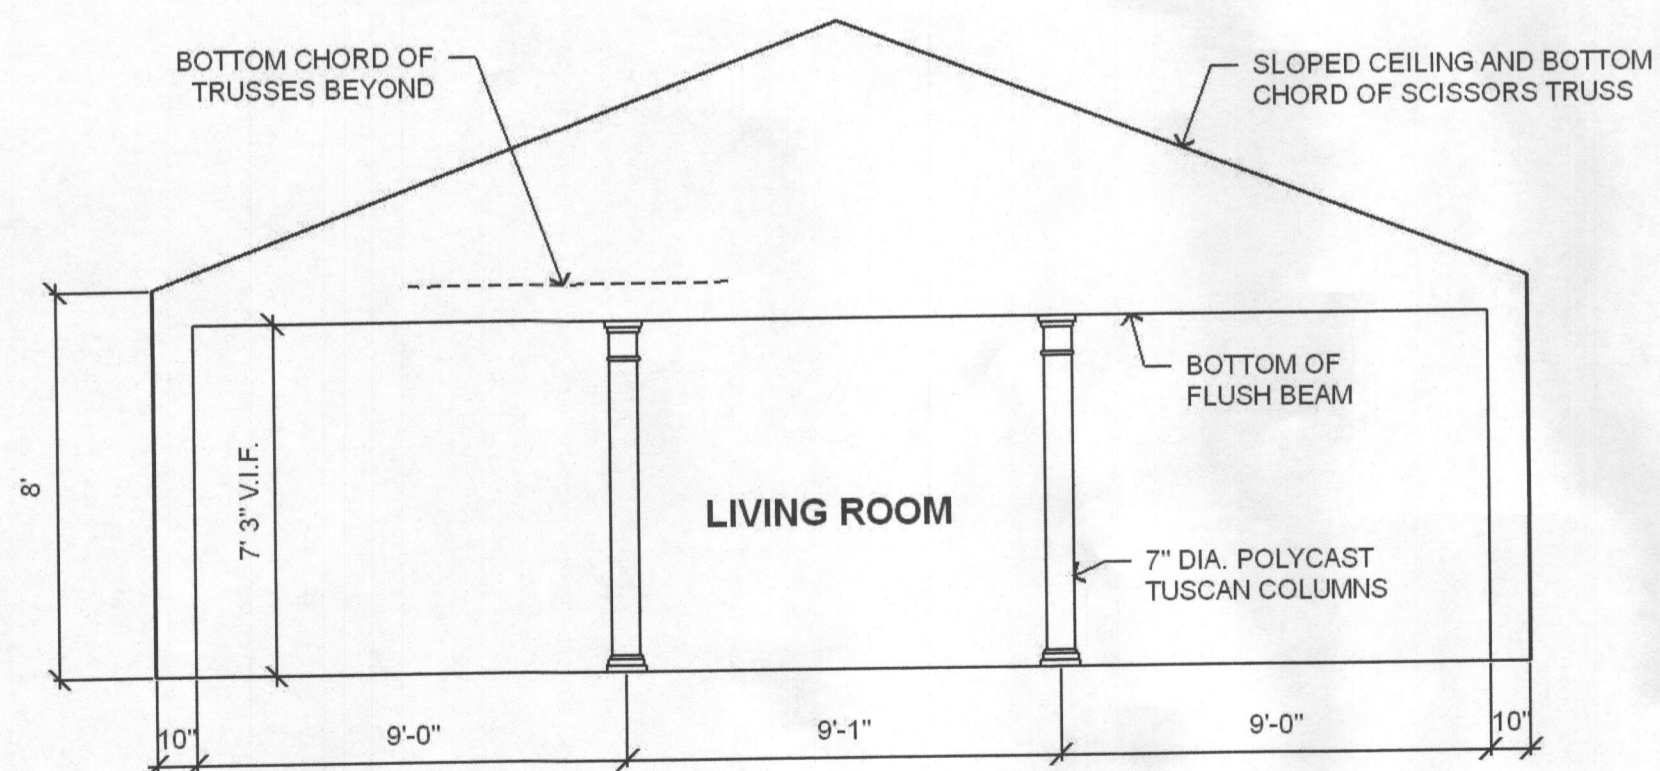 BOTTOM CHORD OF
TRUSSES BEYOND
SLOPED CEILING AND BOTTOM
CHORD OF SCISSORS TRUSS
BOTTOM OF
FLUSH BEAM
8'
7' 3" V.I.F.
LIVING ROOM
7" DIA. POLYCAST
TUSCAN COLUMNS
10"
9'-0"
9'-1"
9'-0"
10"